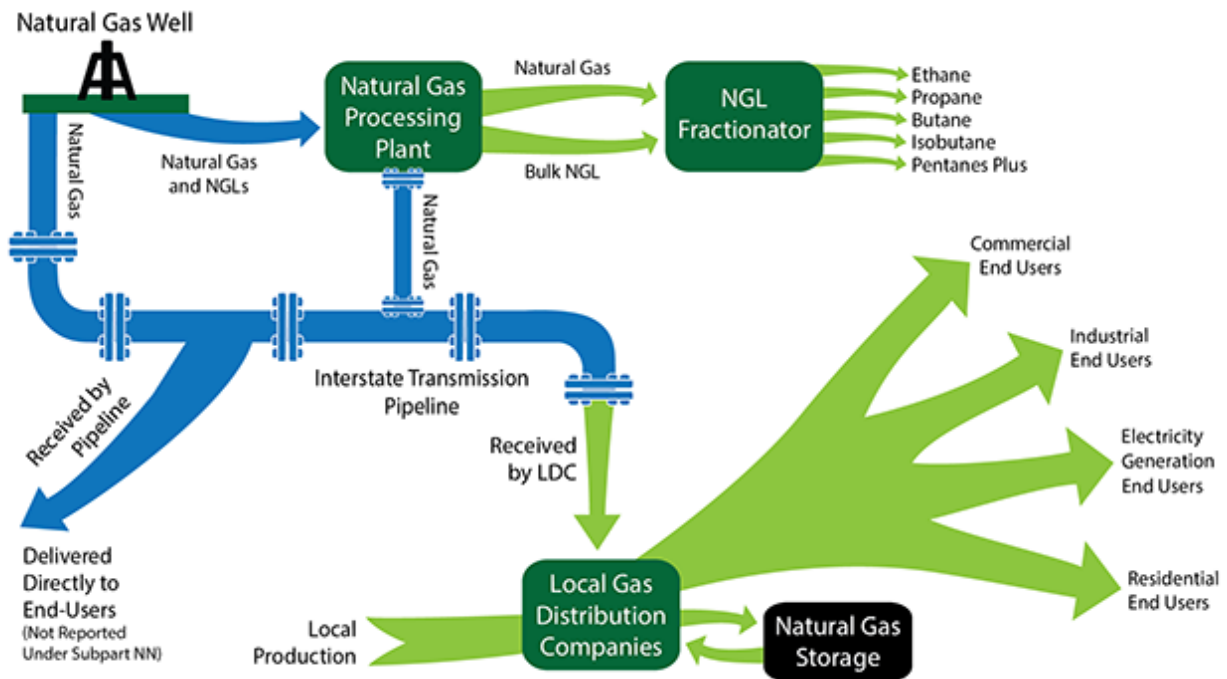 Natural Gas Well
Natural Gas
Natural Gas
and NGLs
Natural Gas
Processing
Plant
Natural Gas
Bulk NGL
NGL
Fractionator
Ethane
Propane
Butane
Isobutane
Pentanes Plus
Natural Gas
Interstate Transmission
Pipeline
Received by
Pipeline
Delivered
Directly to
End-Users
(Not Reported
Under Subpart NN)
Received
by LDC
Local
Production
Local Gas
Distribution
Companies
Natural Gas
Storage
Commercial
End Users
Industrial
End Users
Electricity
Generation
End Users
Residential
End Users